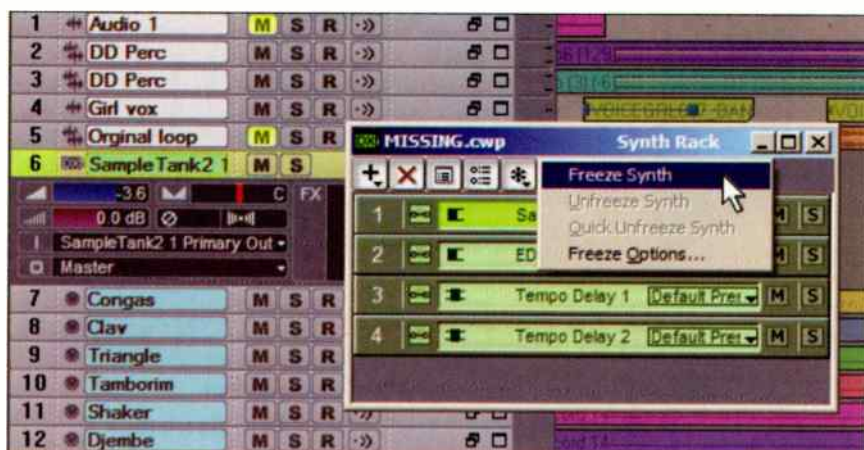 1 Audio 1 M S R
2 DD Perc M S R
3 DD Perc M S R
4 Girl vox M S R
5 Orginal loop M S R
6 SampleTank2 1 M S
-3.6 C FX
0.0 dB
I SampleTank2 1 Primary Out
O Master
7 Congas M S R
8 Clav M S R
9 Triangle M S R
10 Tamborim M S R
11 Shaker M S R
12 Djembe M S R
MISSING.cwp Synth Rack
Freeze Synth
Unfreeze Synth
Quick Unfreeze Synth
Freeze Options...
1 Sa M S
2 ED M S
3 Tempo Delay 1 Default Pres M S
4 Tempo Delay 2 Default Pres M S